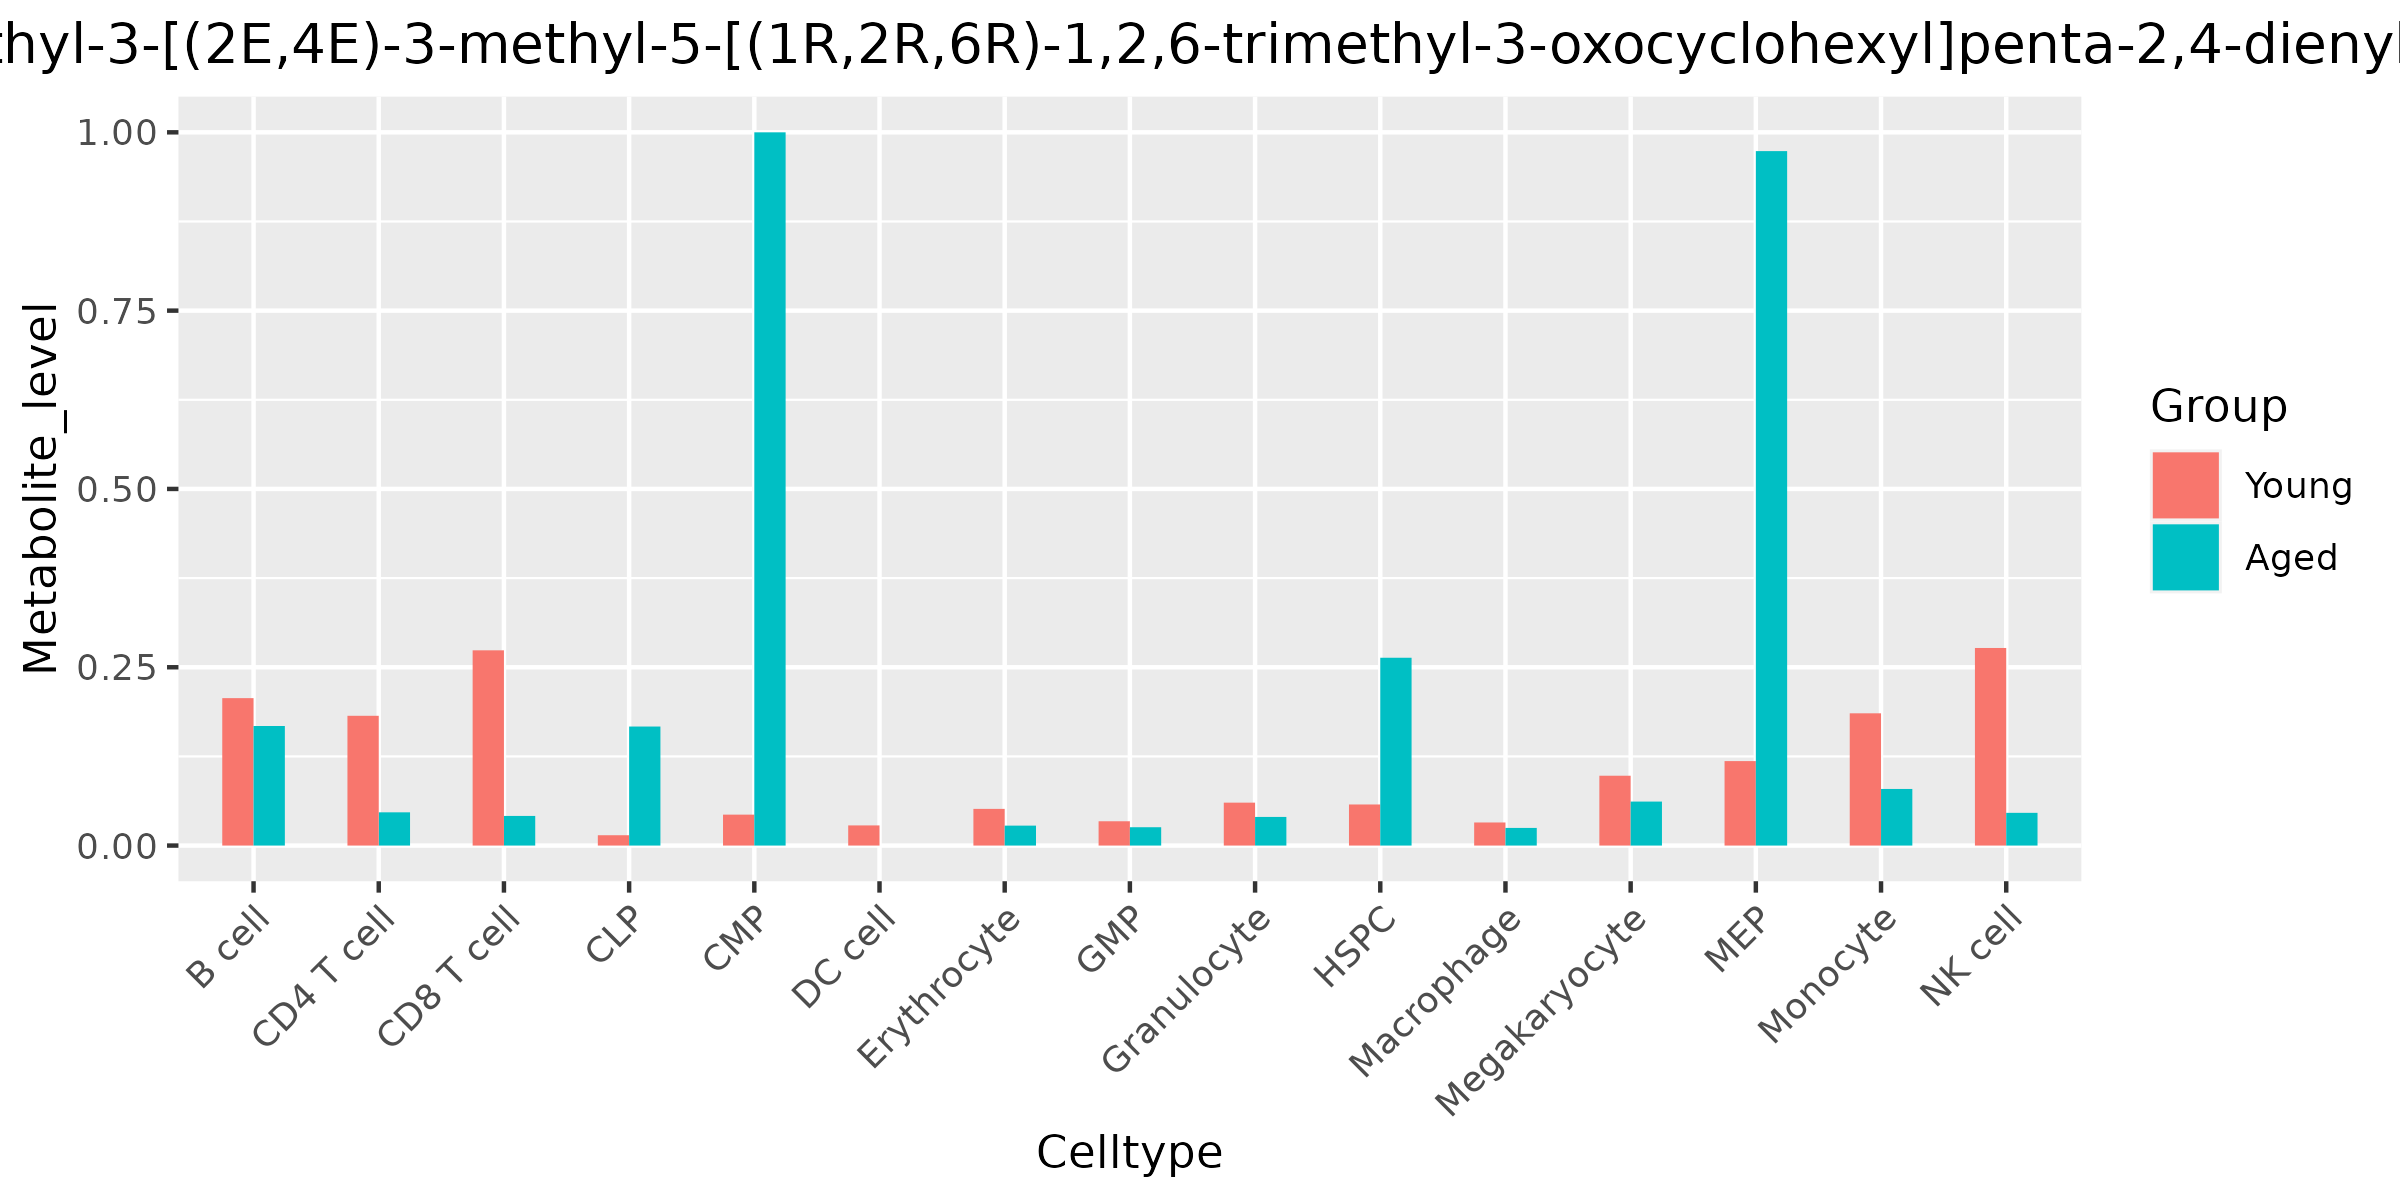 thyl-3-[(2E,4E)-3-methyl-5-[(1R,2R,6R)-1,2,6-trimethyl-3-oxocyclohexyl]penta-2,4-dienyl
Metabolite_level
1.00
0.75
0.50
0.25
0.00
B cell
CD4 T cell
CD8 T cell
CLP
CMP
DC cell
Erythrocyte
GMP
Granulocyte
HSPC
Macrophage
Megakaryocyte
MEP
Monocyte
NK cell
Celltype
Group
Young
Aged